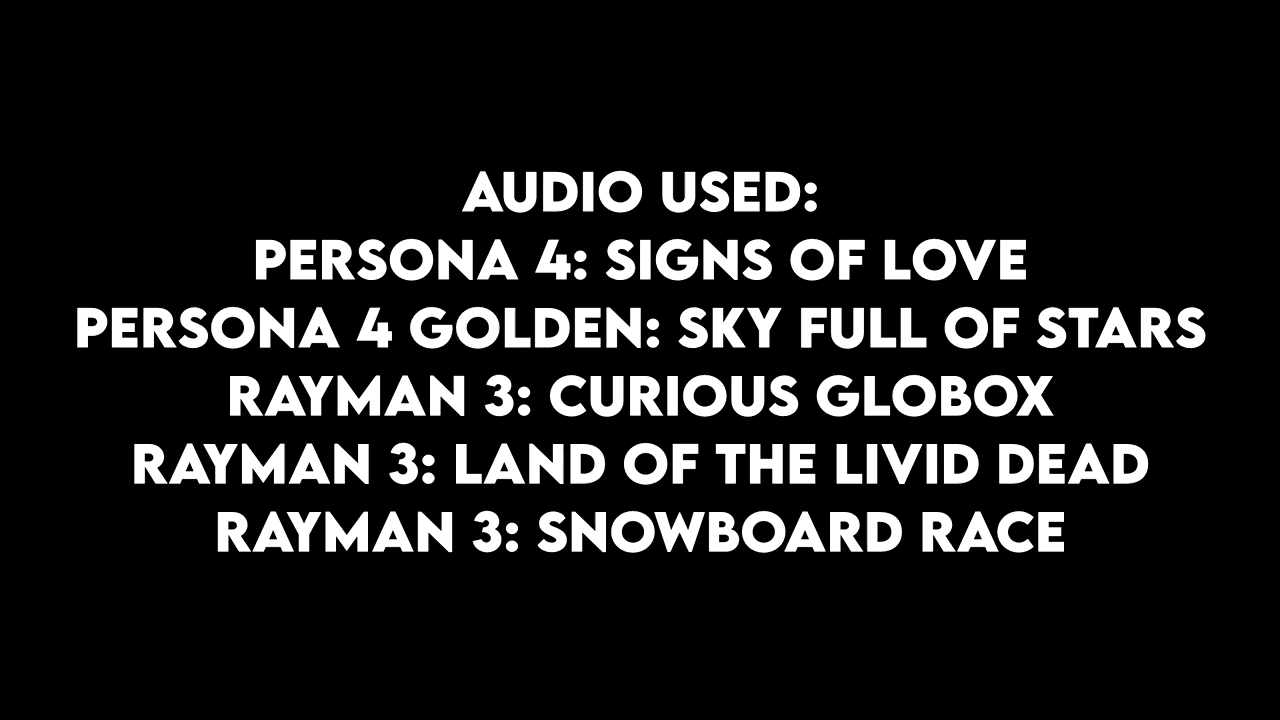 AUDIO USED:
PERSONA 4: SIGNS OF LOVE
PERSONA 4 GOLDEN: SKY FULL OF STARS
RAYMAN 3: CURIOUS GLOBOX
RAYMAN 3: LAND OF THE LIVID DEAD
RAYMAN 3: SNOWBOARD RACE